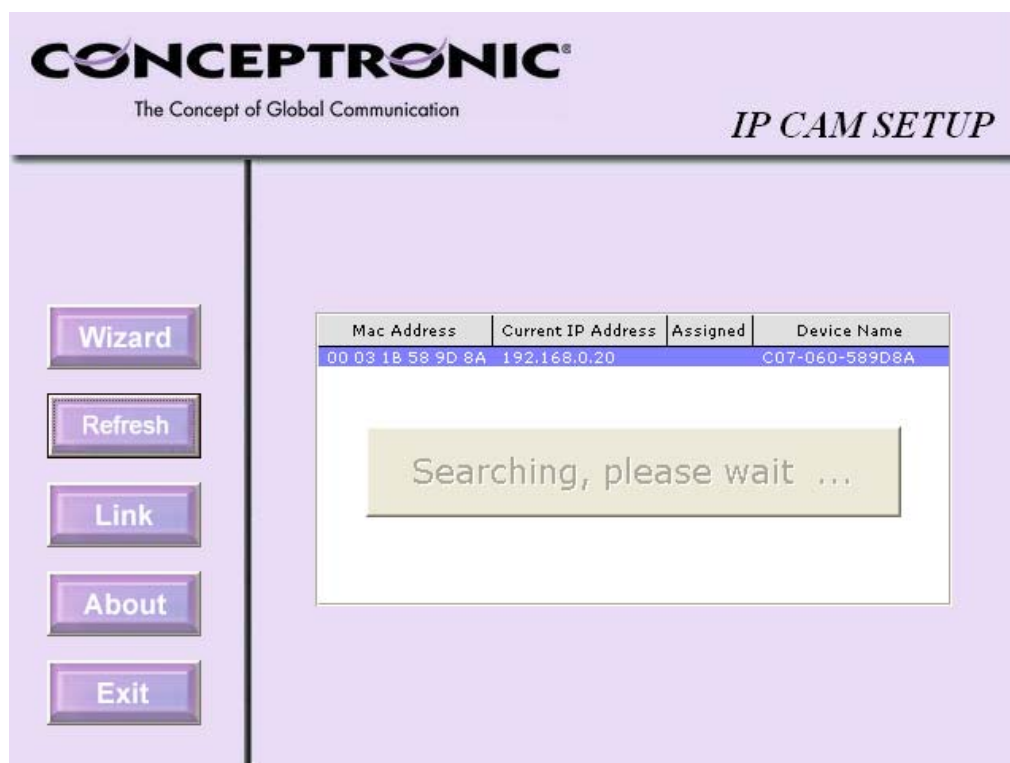 CONCEPTRONIC®
The Concept of Global Communication
IP CAM SETUP
Wizard
Refresh
Link
About
Exit
Mac Address Current IP Address Assigned Device Name
00 03 1B 58 9D 8A 192.168.0.20 C07-060-589D8A
Searching, please wait ...